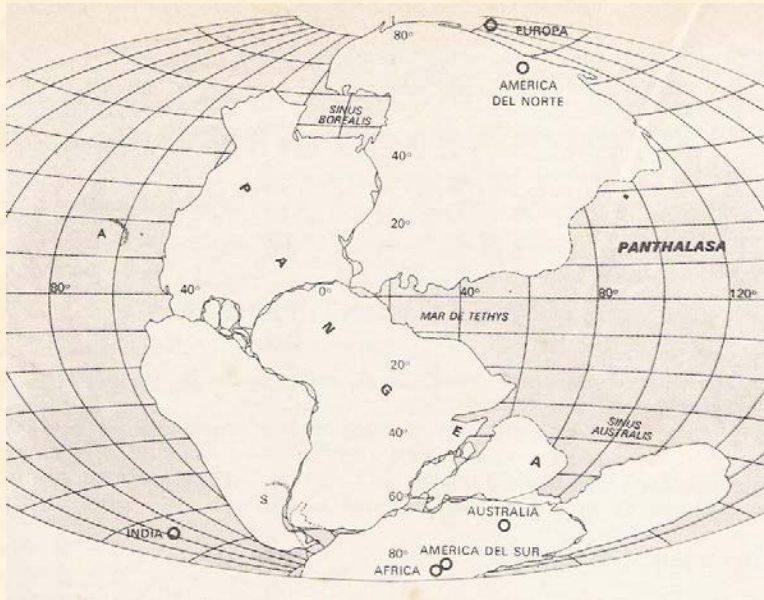 80°
EUROPA
AMERICA
DEL NORTE
SINUS
BOREALIS
40°
P
20°
A
PANTHALASA
A
80°
40°
0°
40°
80°
120°
MAR DE TETHYS
N
20°
G
40°
E
SINUS
AUSTRALIS
A
S
60°
AUSTRALIA
INDIA
80°
AMERICA DEL SUR
AFRICA